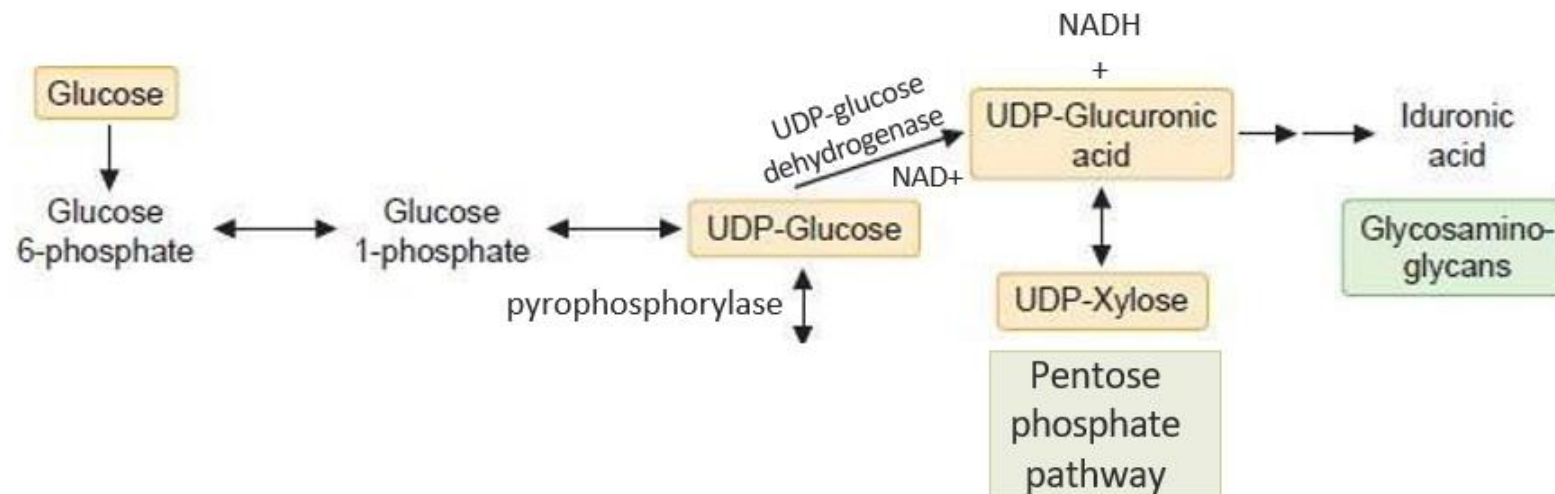 NADH
+
Glucose
UDP-glucose
dehydrogenase
NAD+
UDP-Glucuronic
acid
Iduronic
acid
Glucose
6-phosphate
Glucose
1-phosphate
UDP-Glucose
Glycosamino-
glycans
pyrophosphorylase
UDP-Xylose
Pentose
phosphate
pathway